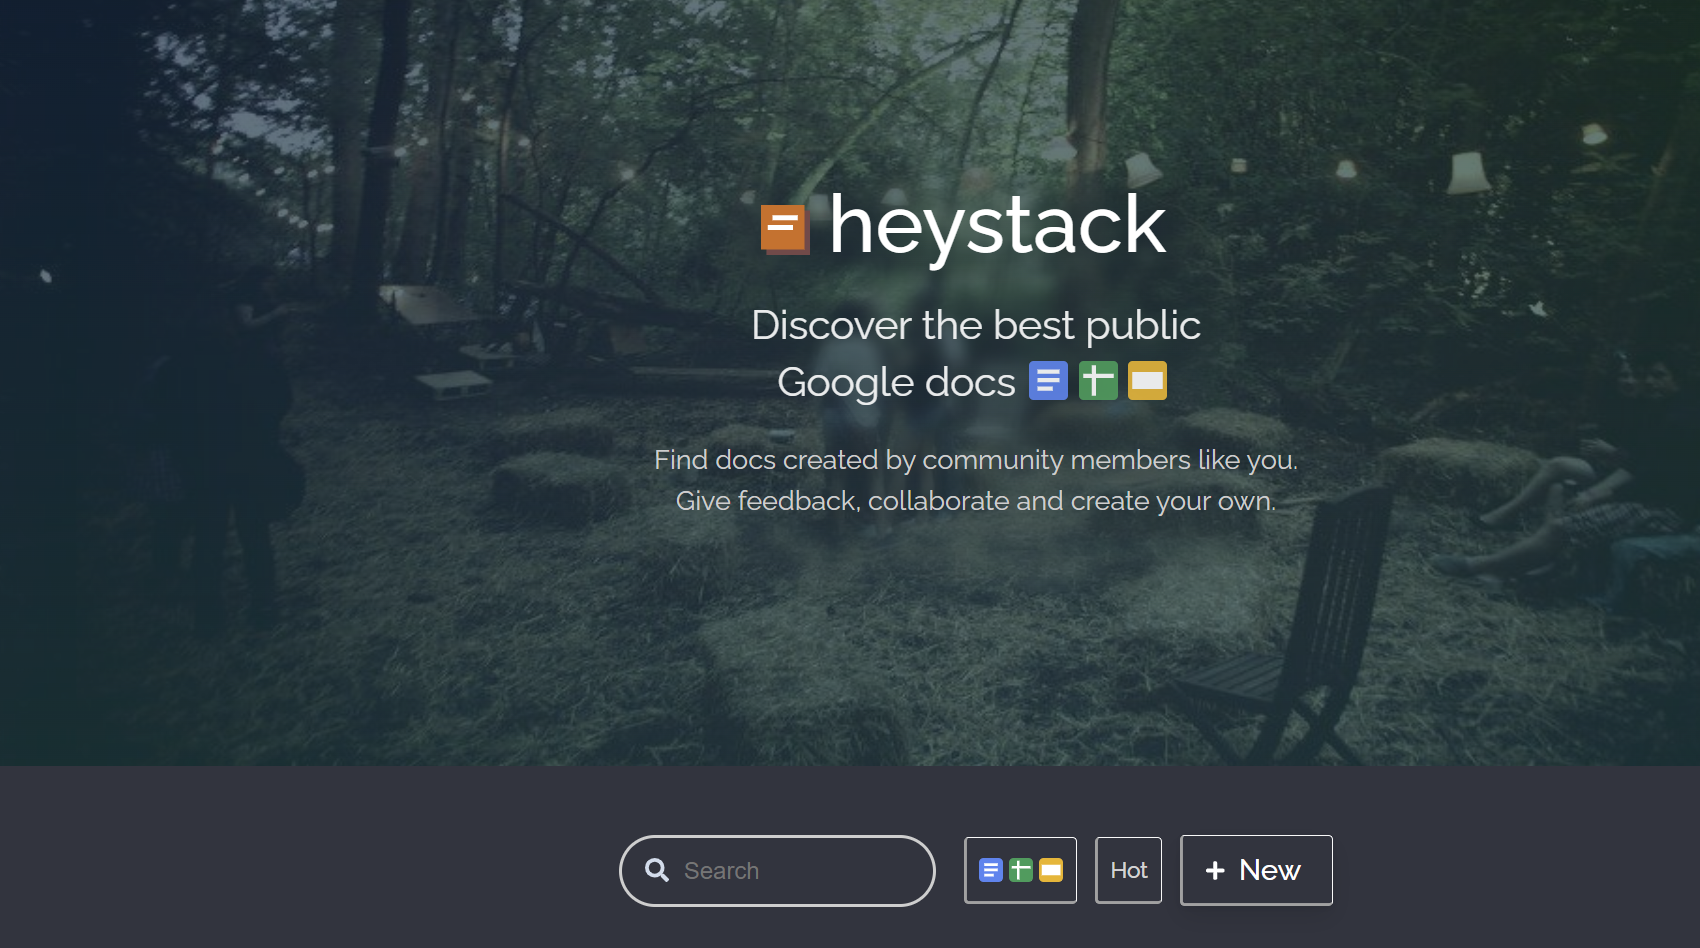 heystack
Discover the best public
Google docs
Find docs created by community members like you.
Give feedback, collaborate and create your own.
Search
Hot
New